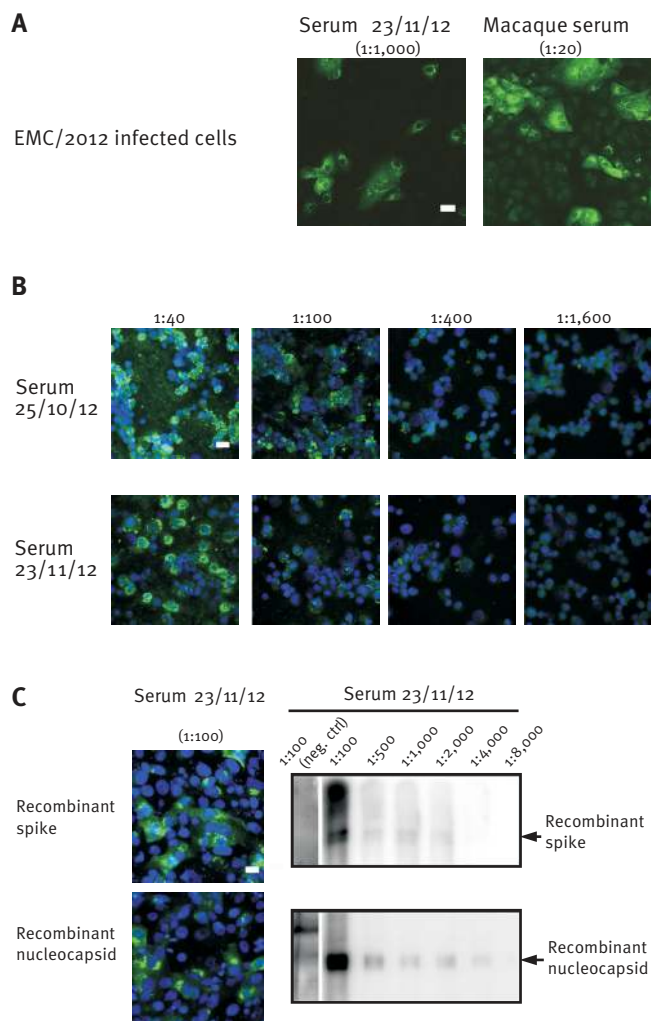 A
Serum 23/11/12
(1:1,000)
Macaque serum
(1:20)
EMC/2012 infected cells
B
1:40
1:100
1:400
1:1,600
Serum
25/10/12
Serum
23/11/12
C
Serum 23/11/12
(1:100)
Serum 23/11/12
1:100
(neg. ctrl)
1:100
1:500
1:1,000
1:2,000
1:4,000
1:8,000
Recombinant
spike
Recombinant
spike
Recombinant
nucleocapsid
Recombinant
nucleocapsid